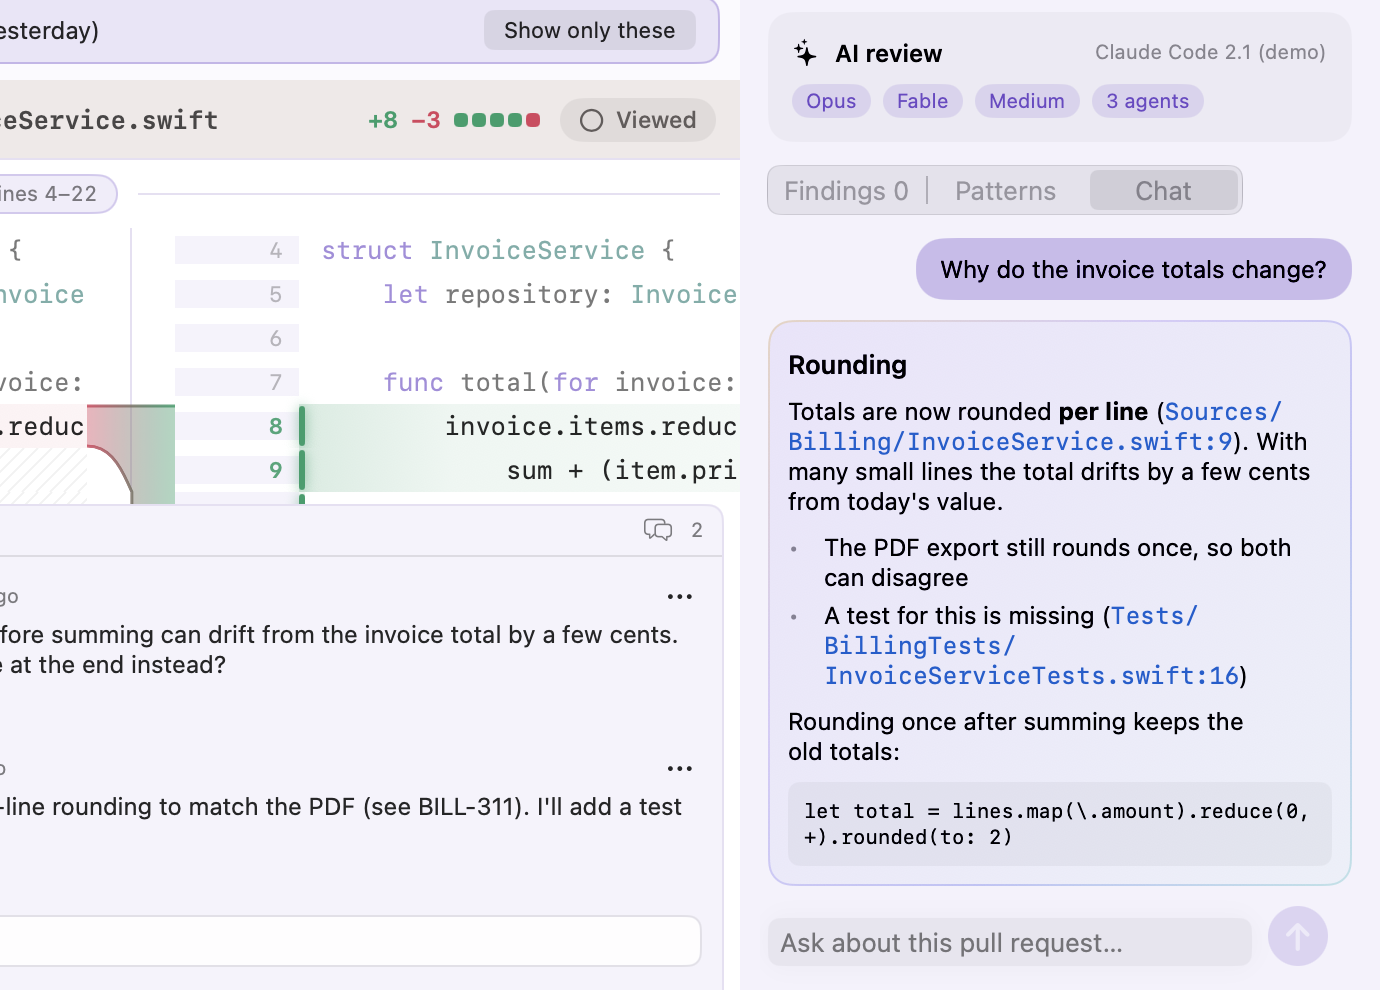 esterday)
Show only these
eService.swift
+8 −3
Viewed
ines 4–22
{
nvoice
voice:
.reduc
4 struct InvoiceService {
5 let repository: Invoice
6
7 func total(for invoice:
8 invoice.items.reduc
9 sum + (item.pri
2
go
fore summing can drift from the invoice total by a few cents.
e at the end instead?
o
-line rounding to match the PDF (see BILL-311). I'll add a test
AI review
Claude Code 2.1 (demo)
Opus Fable Medium 3 agents
Findings 0 | Patterns Chat
Why do the invoice totals change?
Rounding
Totals are now rounded per line (Sources/
Billing/InvoiceService.swift:9). With
many small lines the total drifts by a few cents
from today's value.
• The PDF export still rounds once, so both
can disagree
• A test for this is missing (Tests/
BillingTests/
InvoiceServiceTests.swift:16)
Rounding once after summing keeps the
old totals:
let total = lines.map(\.amount).reduce(0,
+).rounded(to: 2)
Ask about this pull request…